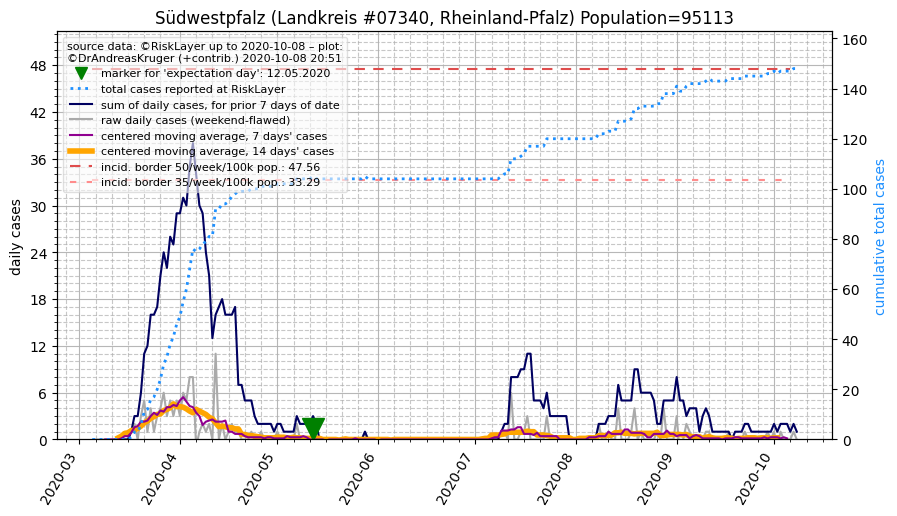 Südwestpfalz (Landkreis #07340, Rheinland-Pfalz) Population=95113
source data: ©RiskLayer up to 2020-10-08 – plot:
©DrAndreasKruger (+contrib.) 2020-10-08 20:51
marker for 'expectation day': 12.05.2020
total cases reported at RiskLayer
sum of daily cases, for prior 7 days of date
raw daily cases (weekend-flawed)
centered moving average, 7 days' cases
centered moving average, 14 days' cases
incid. border 50/week/100k pop.: 47.56
incid. border 35/week/100k pop.: 33.29
daily cases
48
42
36
30
24
18
12
6
0
cumulative total cases
160
140
120
100
80
60
40
20
0
2020-03
2020-04
2020-05
2020-06
2020-07
2020-08
2020-09
2020-10